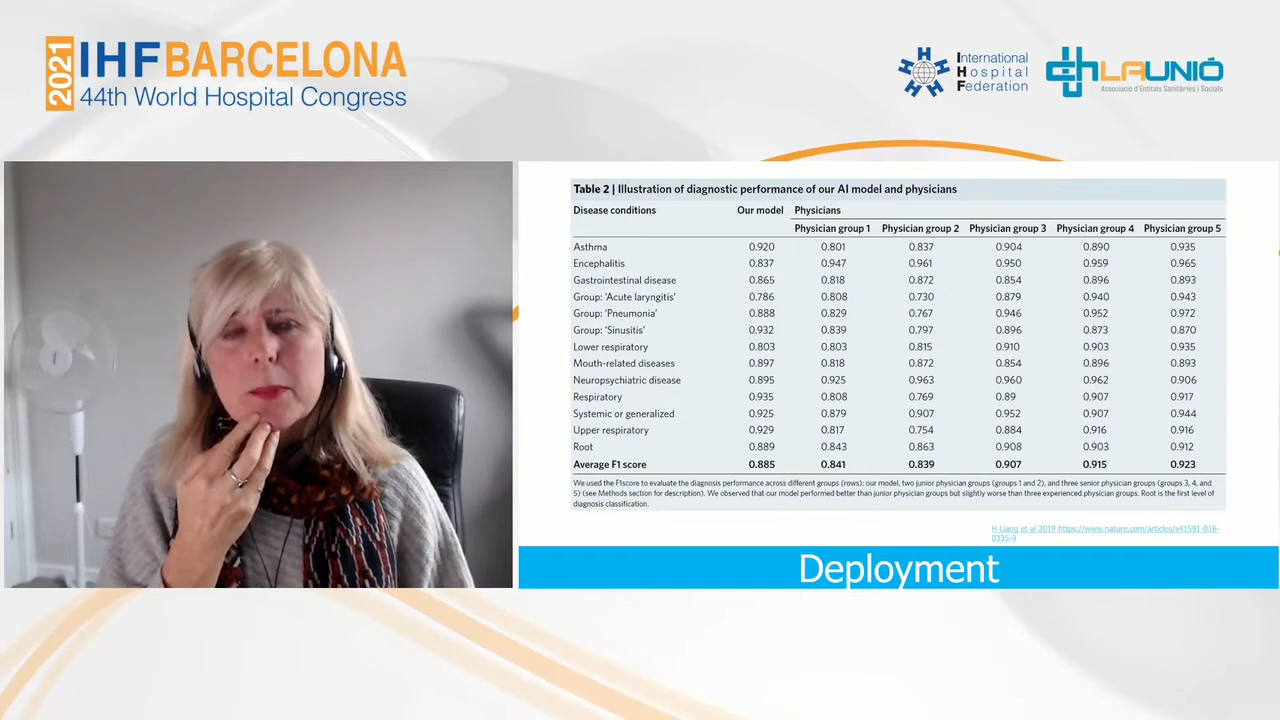 2021
IHF BARCELONA
44th World Hospital Congress
International
Hospital
Federation
LAUNIÓ
Associació d'Entitats Sanitàries i Socials
Table 2 | Illustration of diagnostic performance of our AI model and physicians
Disease conditions Our model Physicians
Physician group 1 Physician group 2 Physician group 3 Physician group 4 Physician group 5
Asthma 0.920 0.801 0.837 0.904 0.890 0.935
Encephalitis 0.837 0.947 0.961 0.950 0.959 0.965
Gastrointestinal disease 0.865 0.818 0.872 0.854 0.896 0.893
Group: 'Acute laryngitis' 0.786 0.808 0.730 0.879 0.940 0.943
Group: 'Pneumonia' 0.888 0.829 0.767 0.946 0.952 0.972
Group: 'Sinusitis' 0.932 0.839 0.797 0.896 0.873 0.870
Lower respiratory 0.803 0.803 0.815 0.910 0.903 0.935
Mouth-related diseases 0.897 0.818 0.872 0.854 0.896 0.893
Neuropsychiatric disease 0.895 0.925 0.963 0.960 0.962 0.906
Respiratory 0.935 0.808 0.769 0.89 0.907 0.917
Systemic or generalized 0.925 0.879 0.907 0.952 0.907 0.944
Upper respiratory 0.929 0.817 0.754 0.884 0.916 0.916
Root 0.889 0.843 0.863 0.908 0.903 0.912
Average F1 score 0.885 0.841 0.839 0.907 0.915 0.923
We used the F1score to evaluate the diagnosis performance across different groups (rows); our model, two junior physician groups (groups 1 and 2), and three senior physician groups (groups 3, 4, and
5) (see Methods section for description). We observed that our model performed better than junior physician groups but slightly worse than three experienced physician groups. Root is the first level of
diagnosis classification.
H Liang et al 2019 https://www.nature.com/articles/s41591-018-
0335-9
Deployment